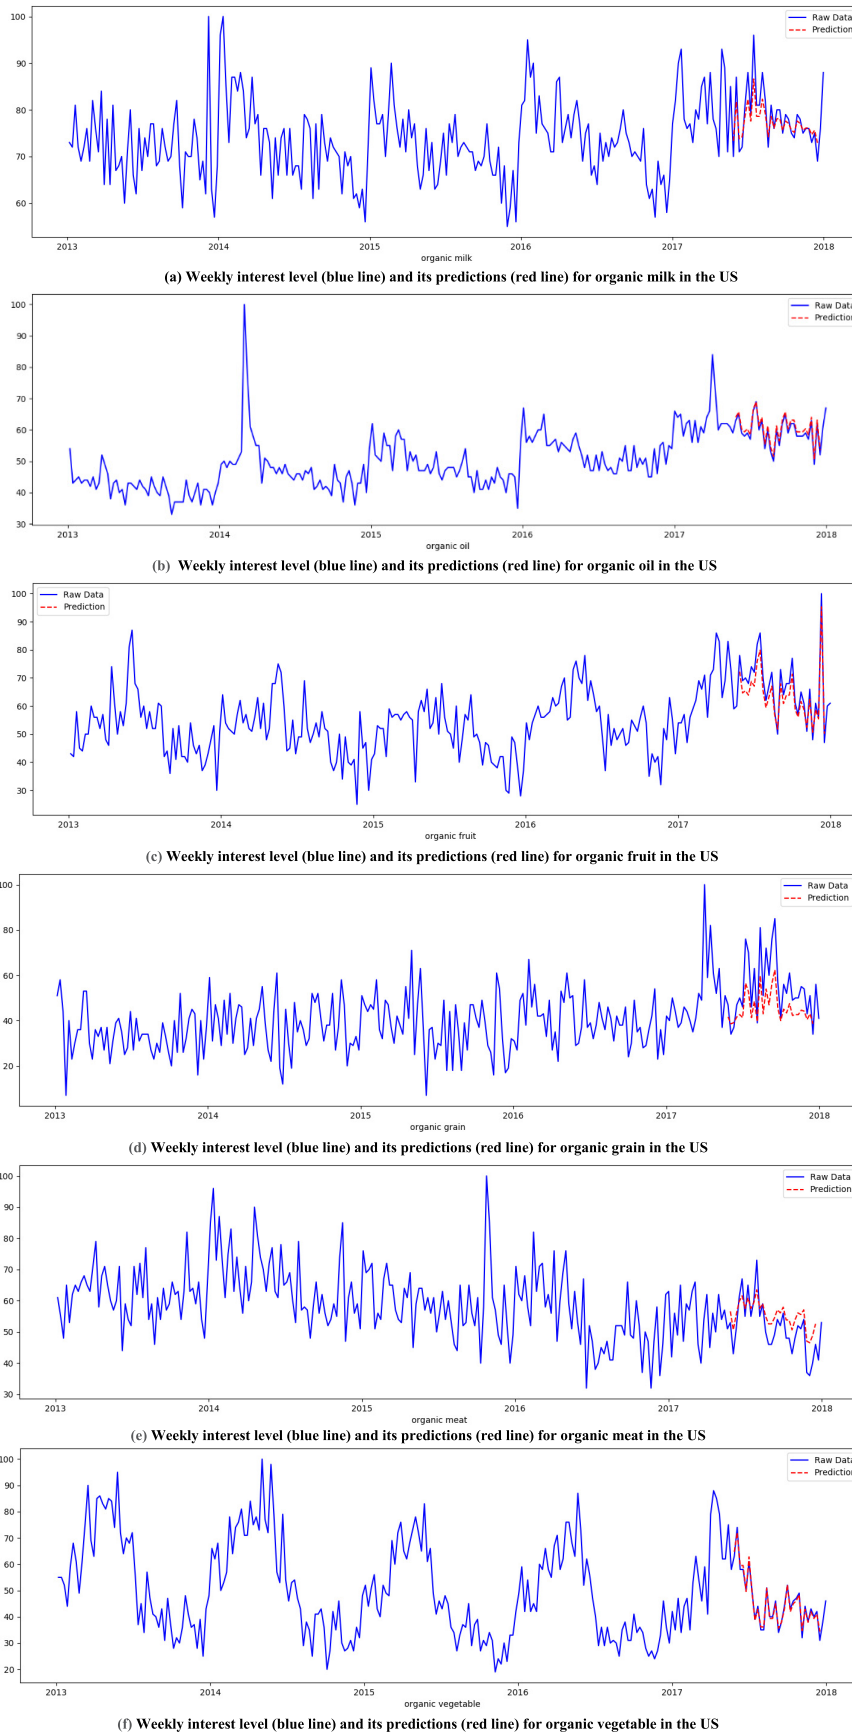 100
90
80
70
60
Raw Data
Prediction
2013 2014 2015 2016 2017 2018
organic milk
(a) Weekly interest level (blue line) and its predictions (red line) for organic milk in the US
100
90
80
70
60
50
40
30
Raw Data
Prediction
2013 2014 2015 2016 2017 2018
organic oil
(b) Weekly interest level (blue line) and its predictions (red line) for organic oil in the US
100
90
80
70
60
50
40
30
Raw Data
Prediction
2013 2014 2015 2016 2017 2018
organic fruit
(c) Weekly interest level (blue line) and its predictions (red line) for organic fruit in the US
100
80
60
40
20
Raw Data
Prediction
2013 2014 2015 2016 2017 2018
organic grain
(d) Weekly interest level (blue line) and its predictions (red line) for organic grain in the US
100
90
80
70
60
50
40
30
Raw Data
Prediction
2013 2014 2015 2016 2017 2018
organic meat
(e) Weekly interest level (blue line) and its predictions (red line) for organic meat in the US
100
90
80
70
60
50
40
30
20
Raw Data
Prediction
2013 2014 2015 2016 2017 2018
organic vegetable
(f) Weekly interest level (blue line) and its predictions (red line) for organic vegetable in the US